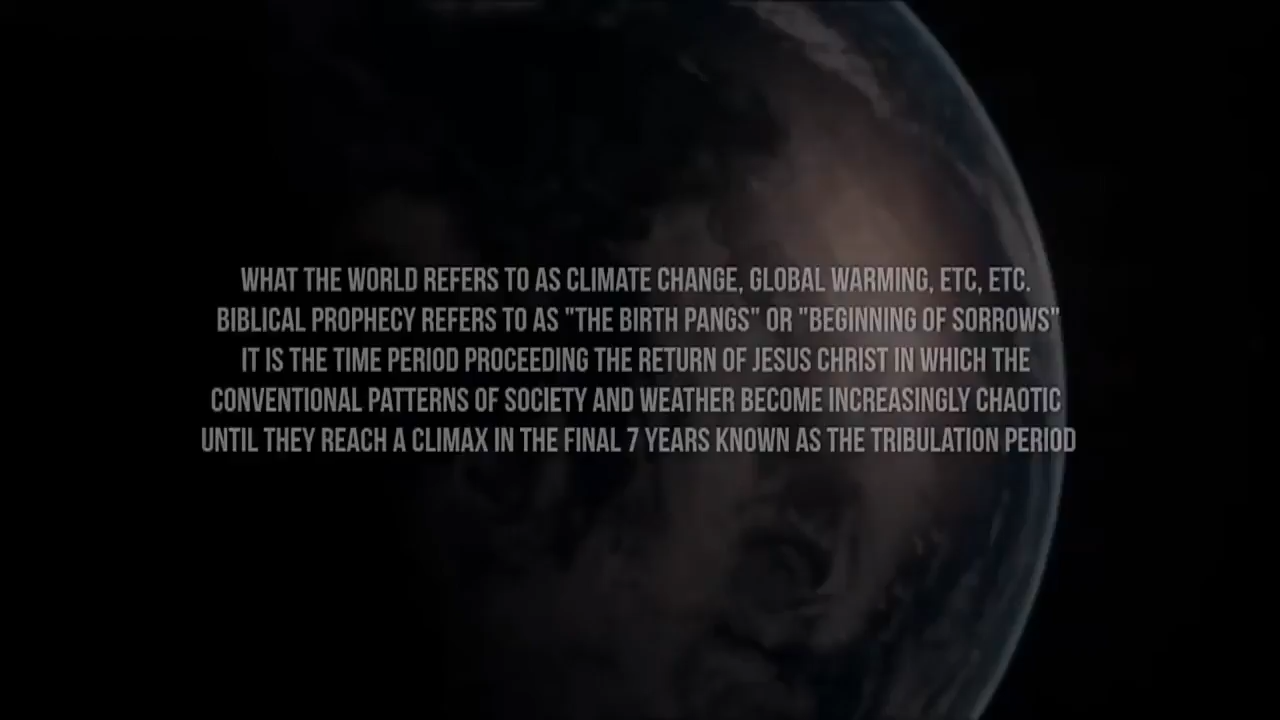 WHAT THE WORLD REFERS TO AS CLIMATE CHANGE, GLOBAL WARMING, ETC, ETC.
BIBLICAL PROPHECY REFERS TO AS "THE BIRTH PANGS" OR "BEGINNING OF SORROWS"
IT IS THE TIME PERIOD PROCEEDING THE RETURN OF JESUS CHRIST IN WHICH THE
CONVENTIONAL PATTERNS OF SOCIETY AND WEATHER BECOME INCREASINGLY CHAOTIC
UNTIL THEY REACH A CLIMAX IN THE FINAL 7 YEARS KNOWN AS THE TRIBULATION PERIOD